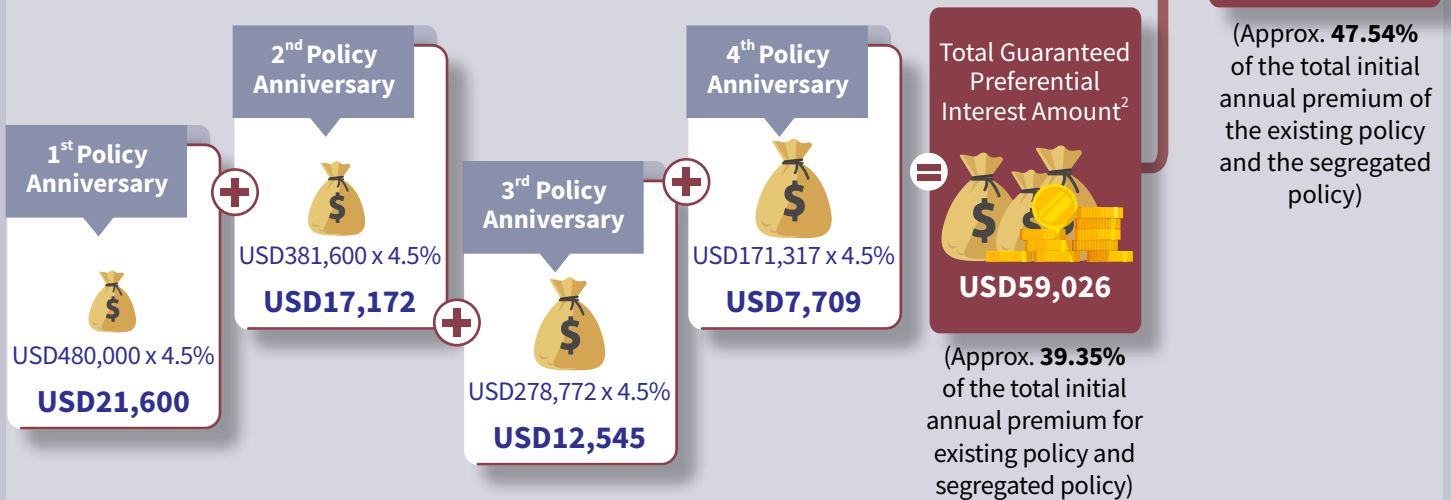 1st Policy
Anniversary
$
USD480,000 x 4.5%
USD21,600
2nd Policy
Anniversary
$
USD381,600 x 4.5%
USD17,172
3rd Policy
Anniversary
$
USD278,772 x 4.5%
USD12,545
4th Policy
Anniversary
$
USD171,317 x 4.5%
USD7,709
Total Guaranteed
Preferential
Interest Amount2
$ $ $
USD59,026
(Approx. 39.35%
of the total initial
annual premium for
existing policy and
segregated policy)
(Approx. 47.54%
of the total initial
annual premium of
the existing policy
and the segregated
policy)